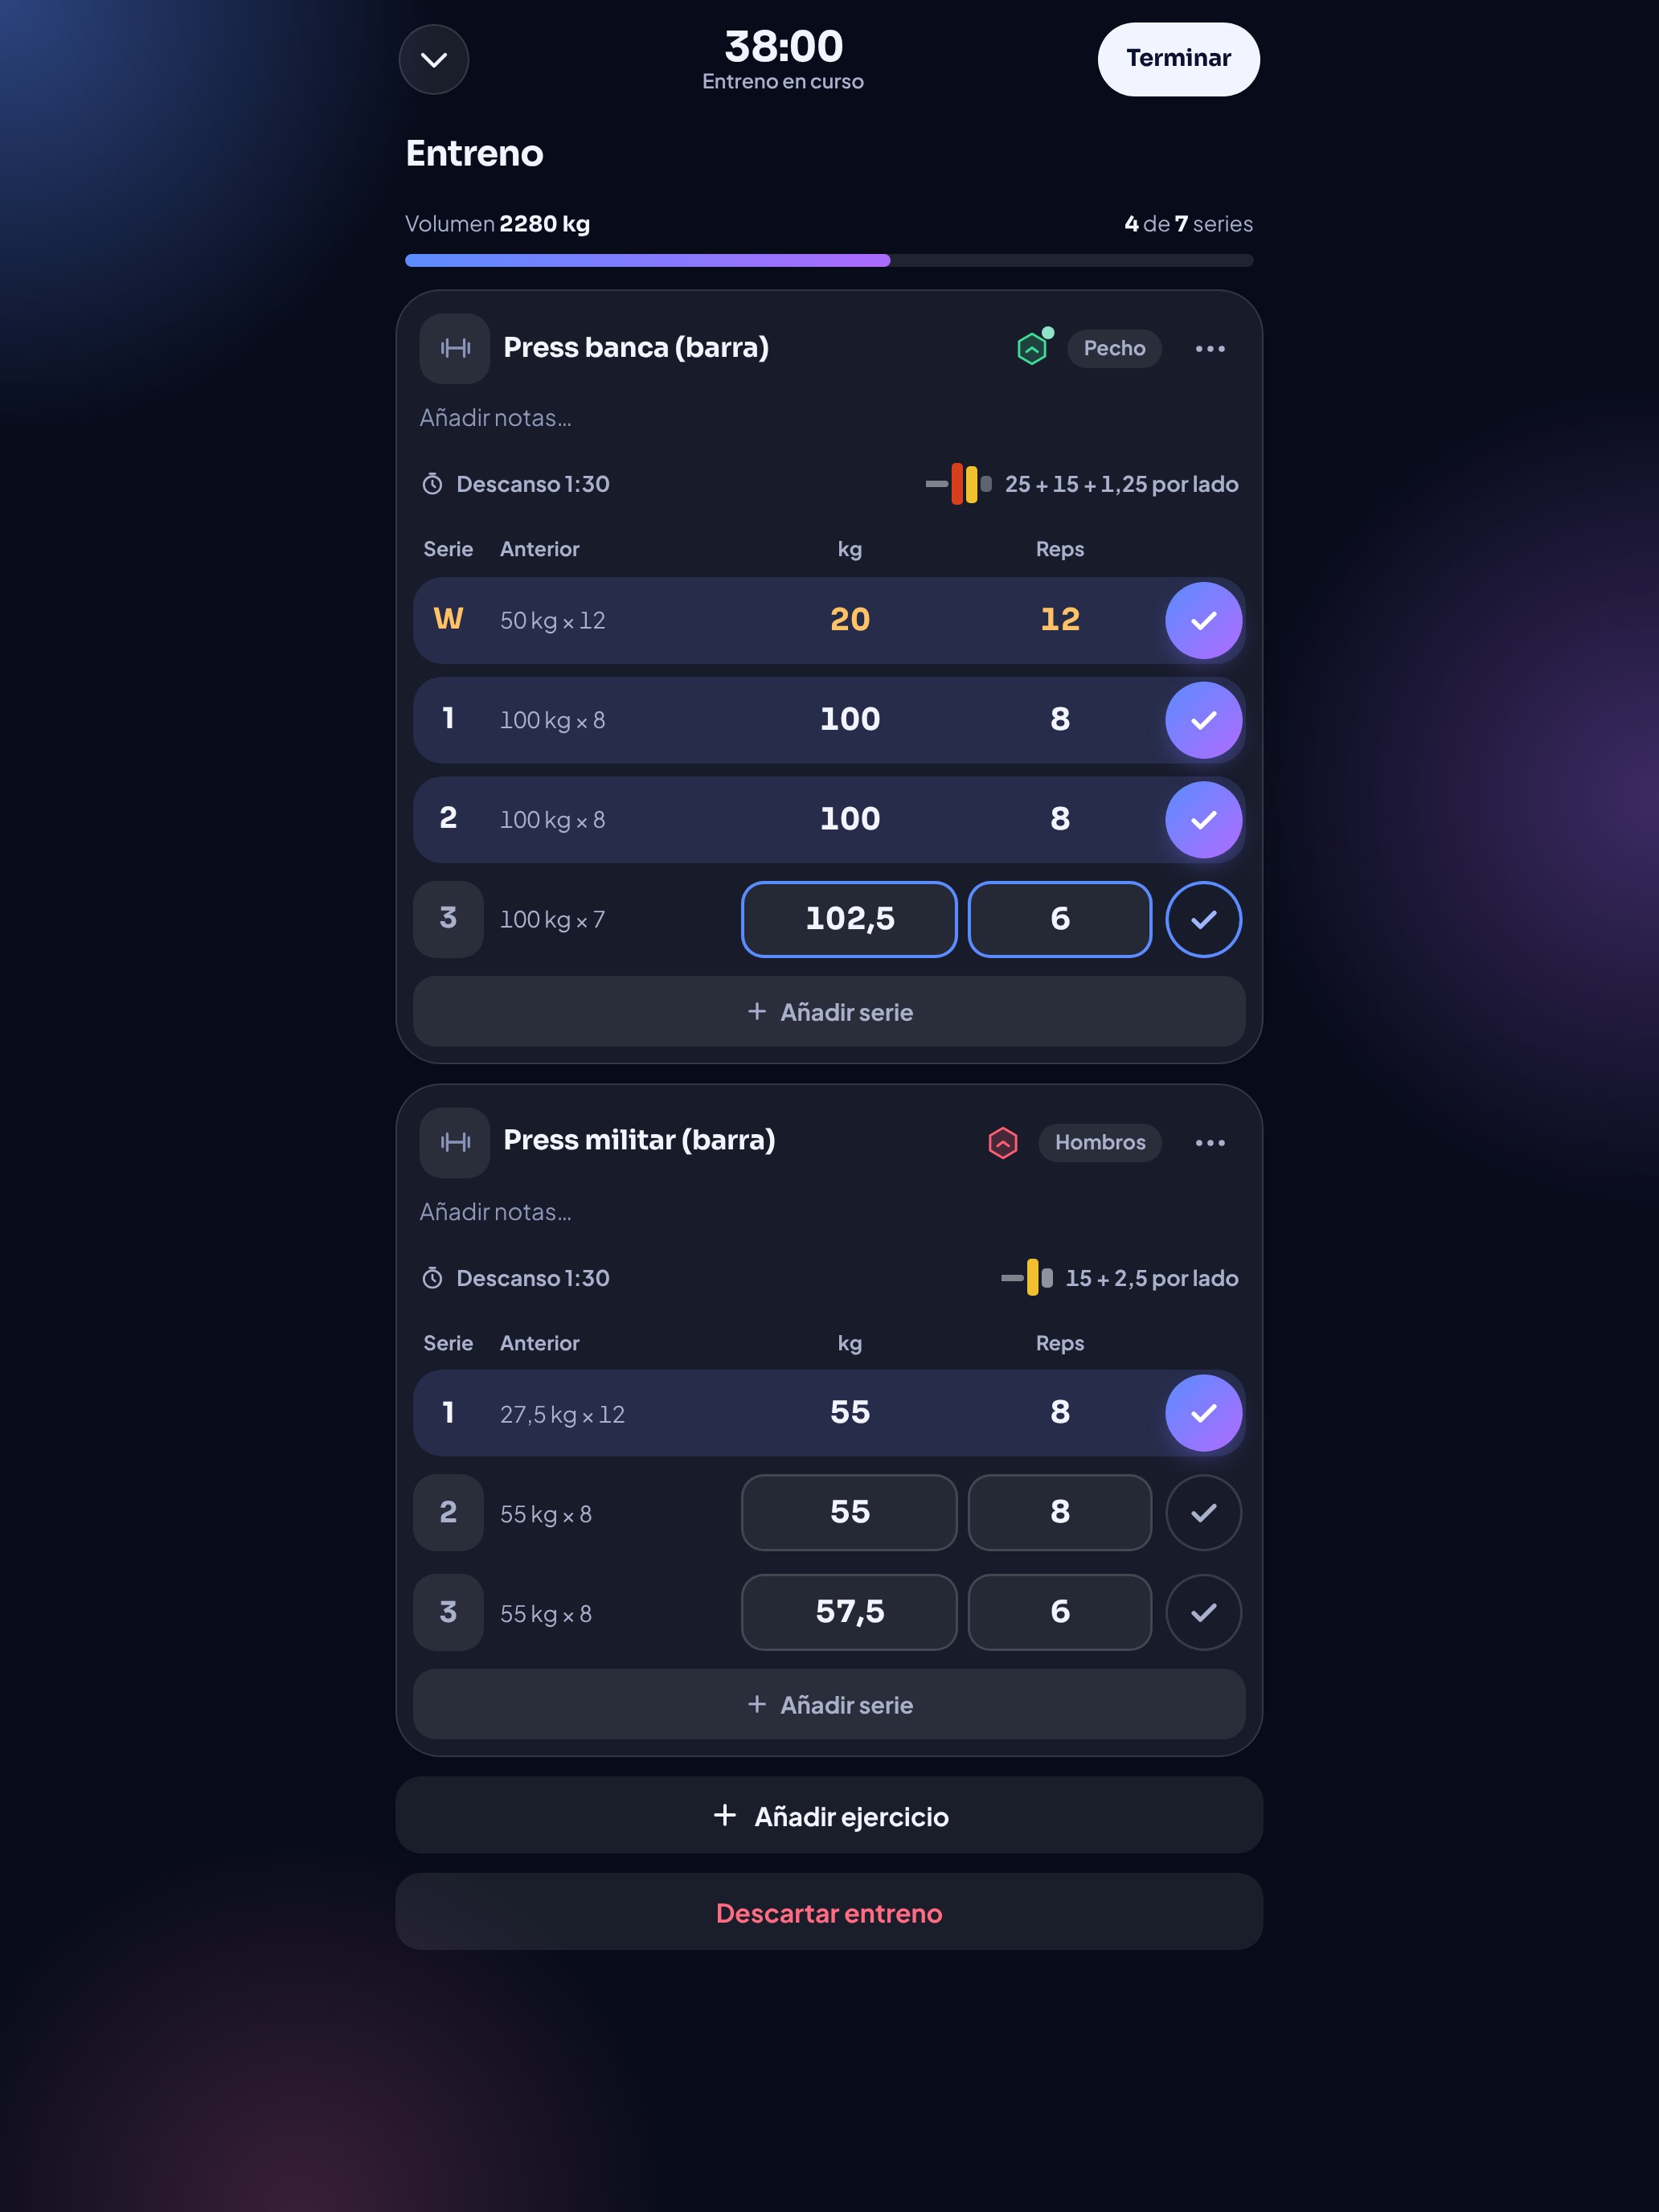 38:00
Entreno en curso
Terminar
Entreno
Volumen 2280 kg
4 de 7 series
Press banca (barra)
Pecho
Añadir notas...
Descanso 1:30
25 + 15 + 1,25 por lado
Serie Anterior kg Reps
W 50 kg × 12 20 12
1 100 kg × 8 100 8
2 100 kg × 8 100 8
3 100 kg × 7 102,5 6
+ Añadir serie
Press militar (barra)
Hombros
Añadir notas...
Descanso 1:30
15 + 2,5 por lado
Serie Anterior kg Reps
1 27,5 kg × 12 55 8
2 55 kg × 8 55 8
3 55 kg × 8 57,5 6
+ Añadir serie
+ Añadir ejercicio
Descartar entreno